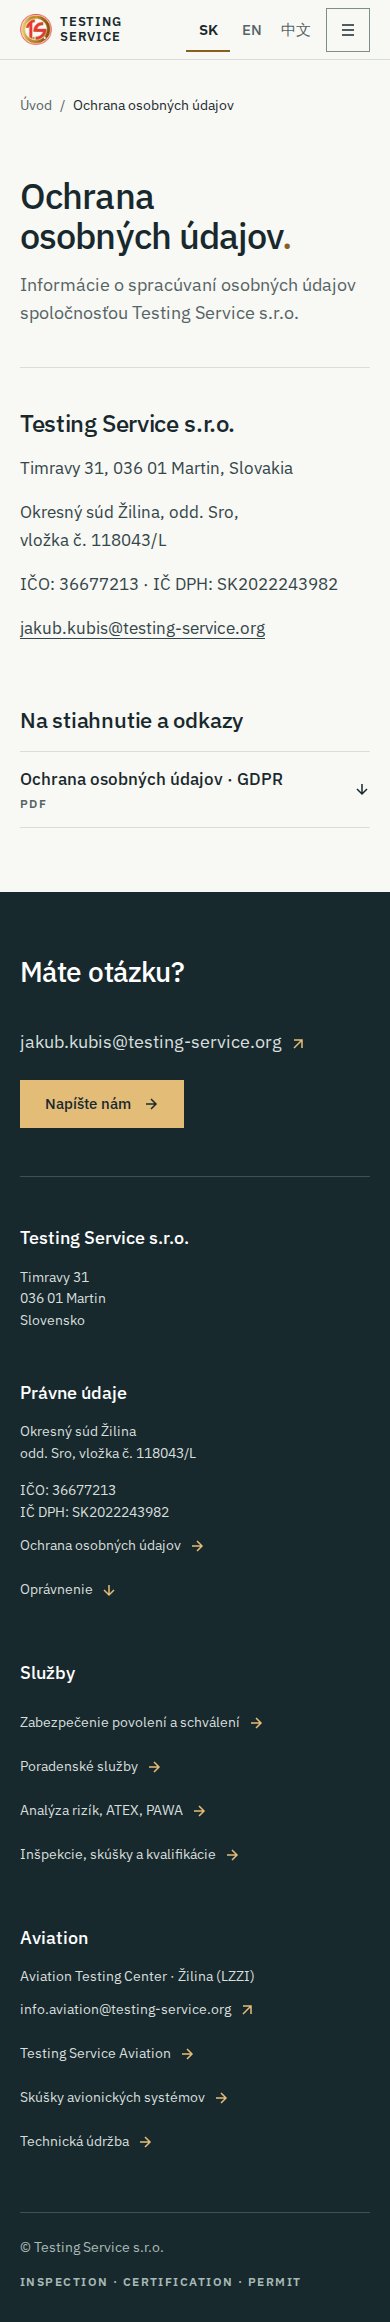 TESTING
SERVICE
SK EN 中文
Úvod / Ochrana osobných údajov
Ochrana
osobných údajov.
Informácie o spracúvaní osobných údajov
spoločnosťou Testing Service s.r.o.
Testing Service s.r.o.
Timravy 31, 036 01 Martin, Slovakia
Okresný súd Žilina, odd. Sro,
vložka č. 118043/L
IČO: 36677213 · IČ DPH: SK2022243982
jakub.kubis@testing-service.org
Na stiahnutie a odkazy
Ochrana osobných údajov · GDPR
PDF
Máte otázku?
jakub.kubis@testing-service.org
Napíšte nám
Testing Service s.r.o.
Timravy 31
036 01 Martin
Slovensko
Právne údaje
Okresný súd Žilina
odd. Sro, vložka č. 118043/L
IČO: 36677213
IČ DPH: SK2022243982
Ochrana osobných údajov
Oprávnenie
Služby
Zabezpečenie povolení a schválení
Poradenské služby
Analýza rizík, ATEX, PAWA
Inšpekcie, skúšky a kvalifikácie
Aviation
Aviation Testing Center · Žilina (LZZI)
info.aviation@testing-service.org
Testing Service Aviation
Skúšky avionických systémov
Technická údržba
© Testing Service s.r.o.
INSPECTION · CERTIFICATION · PERMIT